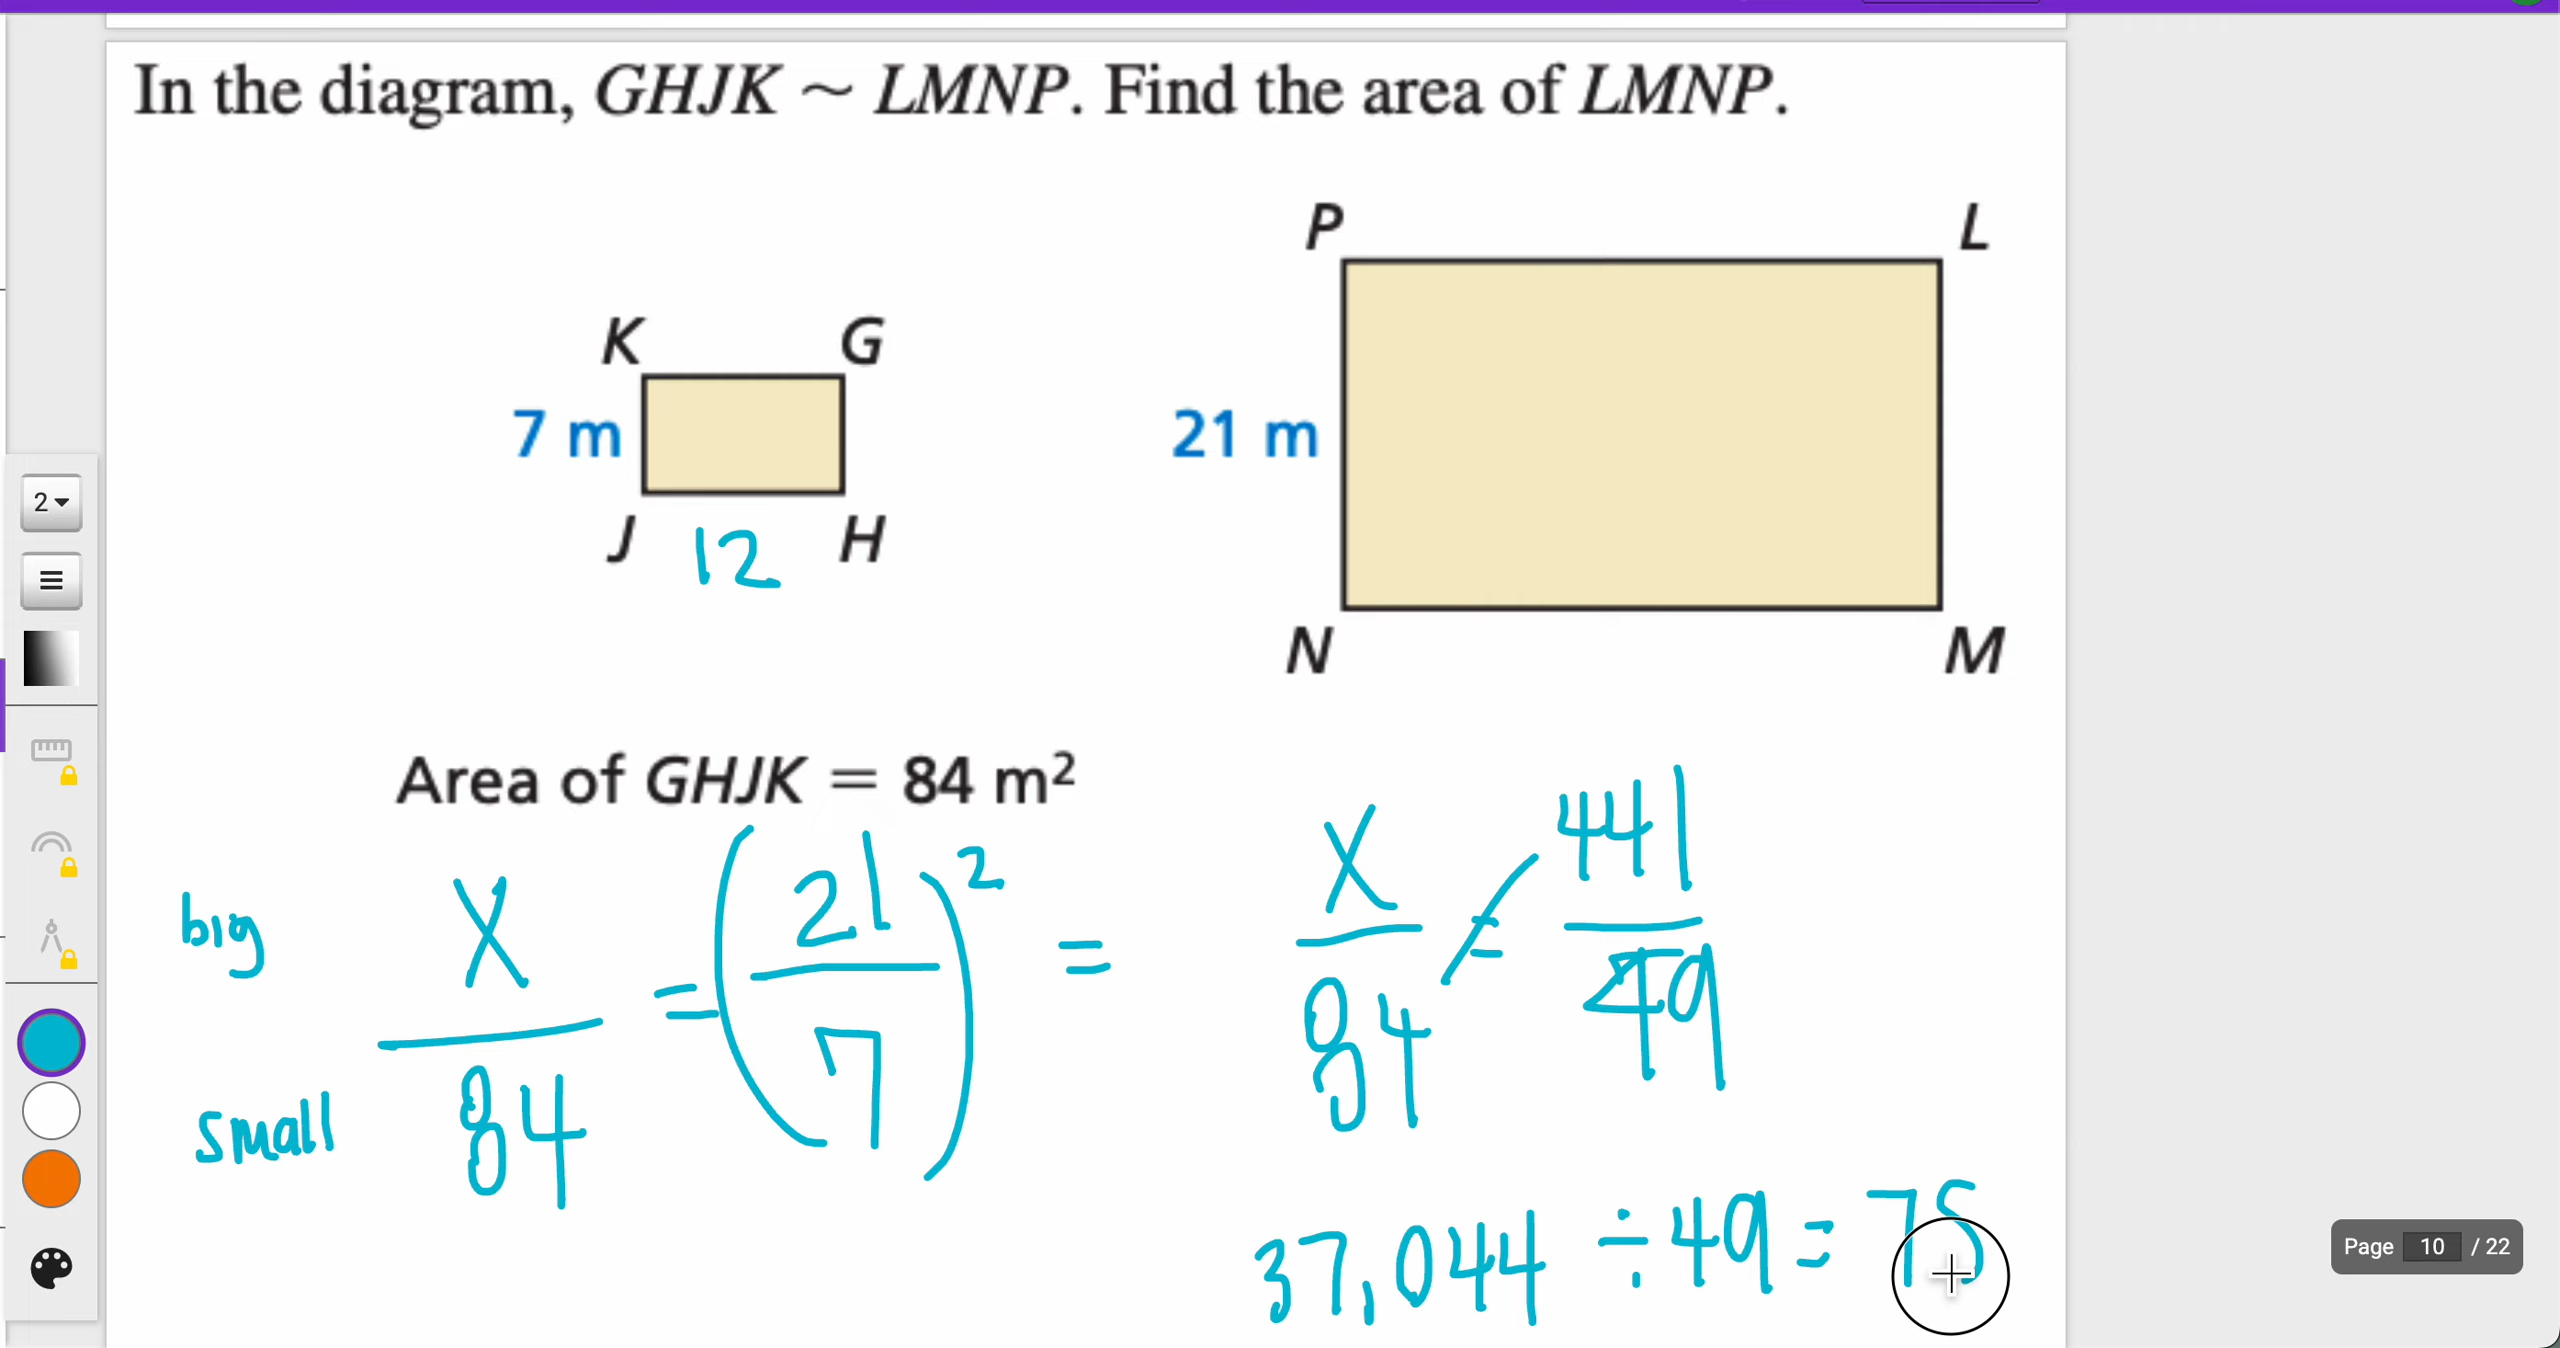 In the diagram, GHJK ~ LMNP. Find the area of LMNP.
P L
K G
7 m 21 m
2
J 12 H
N M
Area of GHJK = 84 m²
big X/84 = (21/7)² = X/84 = 441/49
small
37,044 ÷ 49 = 75
Page 10 / 22